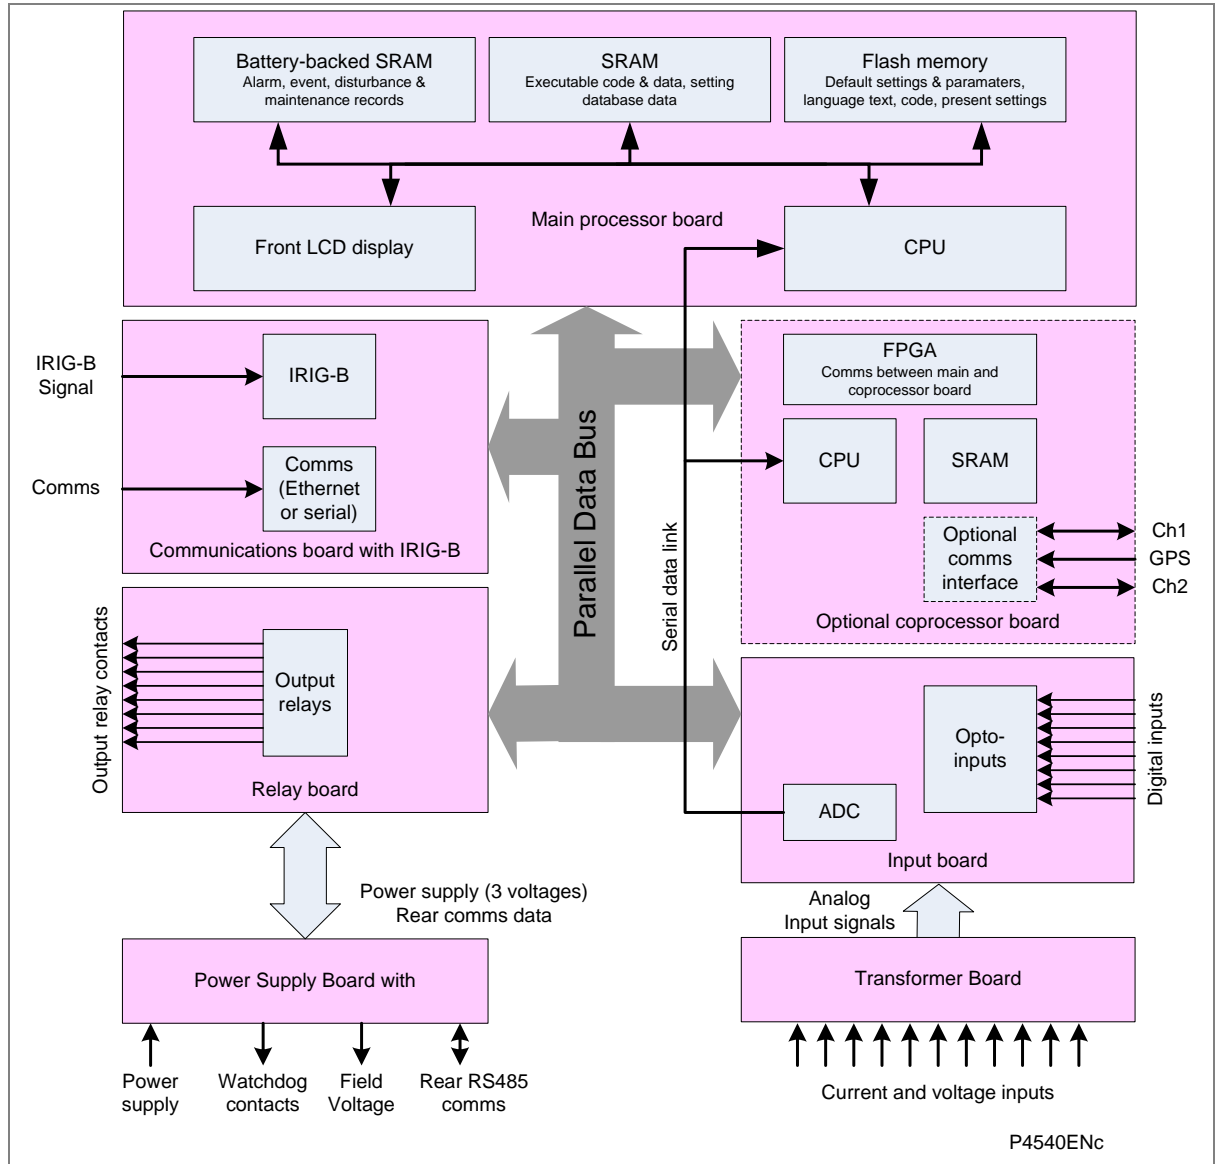 Battery-backed SRAM
Alarm, event, disturbance &
maintenance records
SRAM
Executable code & data, setting
database data
Flash memory
Default settings & paramaters,
language text, code, present settings
Main processor board
Front LCD display
CPU
IRIG-B
Signal
IRIG-B
Comms
Comms
(Ethernet
or serial)
Communications board with IRIG-B
Parallel Data Bus
Serial data link
FPGA
Comms between main and
coprocessor board
CPU
SRAM
Optional
comms
interface
Ch1
GPS
Ch2
Optional coprocessor board
Output relay contacts
Output
relays
Relay board
Opto-
inputs
Digital inputs
ADC
Input board
Power supply (3 voltages)
Rear comms data
Analog
Input signals
Power Supply Board with
Transformer Board
Power
supply
Watchdog
contacts
Field
Voltage
Rear RS485
comms
Current and voltage inputs
P4540ENc